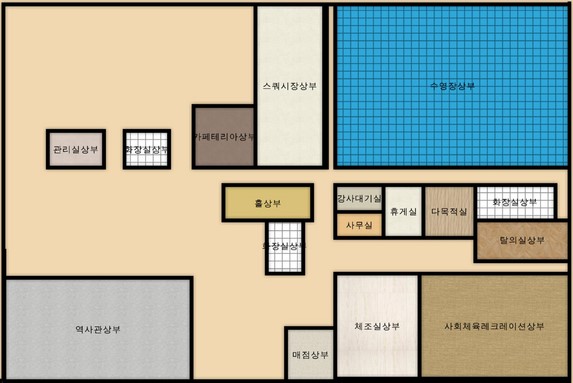 스쿼시장상부
수영장상부
카페테리아상부
관리실상부
화장실상부
홀상부
강사대기실
휴게실
다목적실
화장실상부
사무실
탈의실상부
화장실상부
역사관상부
체조실상부
사회체육레크레이션상부
매점상부